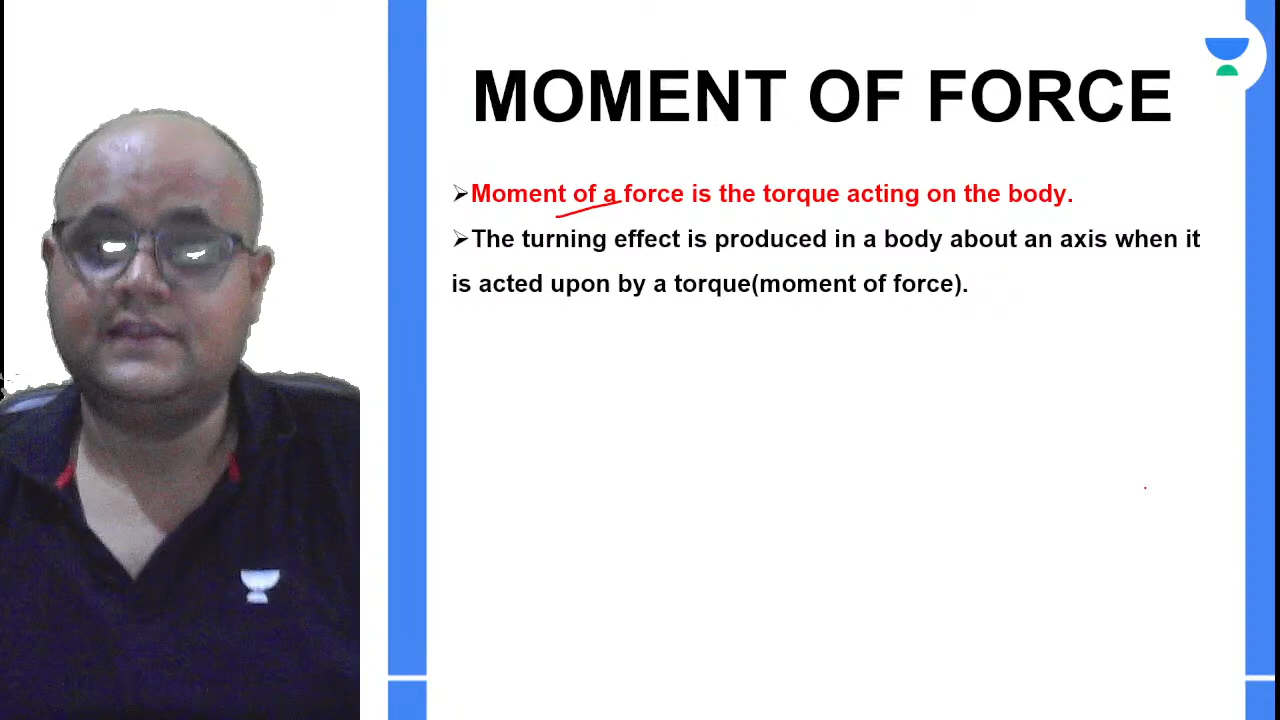 MOMENT OF FORCE
➢Moment of a force is the torque acting on the body.
➢The turning effect is produced in a body about an axis when it
is acted upon by a torque(moment of force).